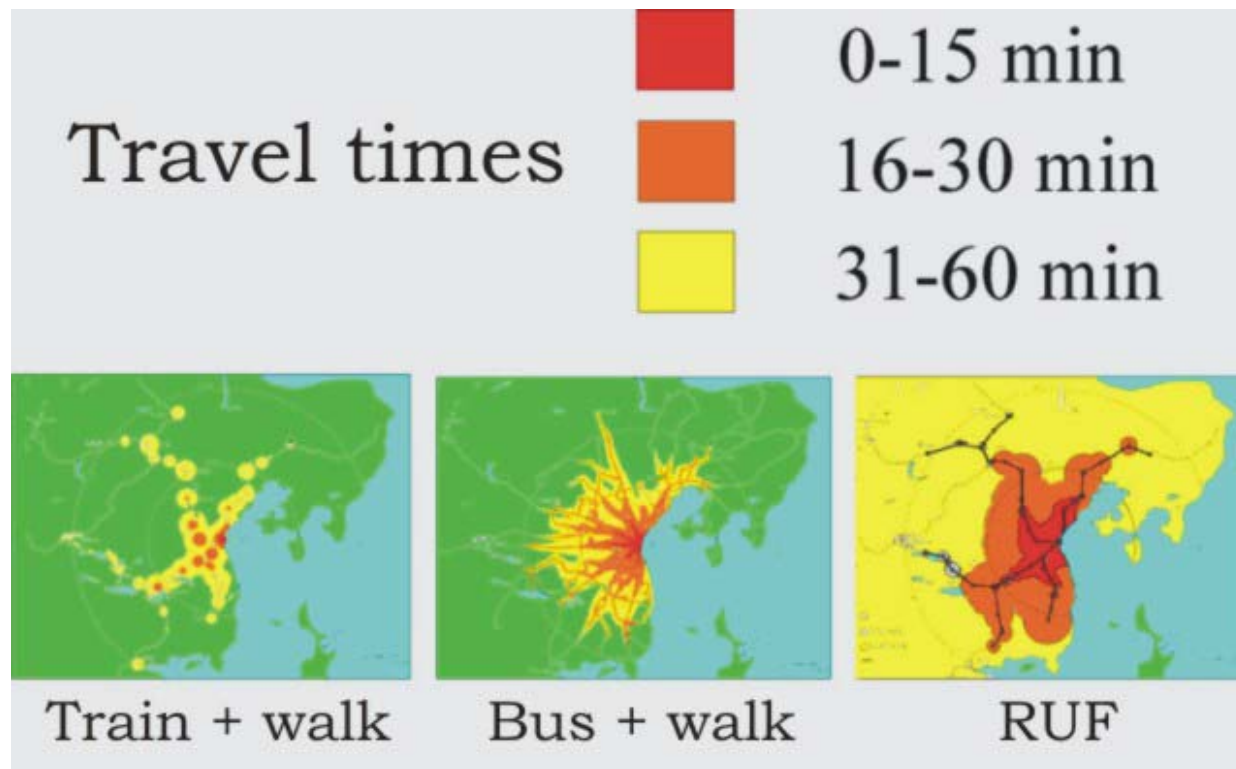 Travel times
0-15 min
16-30 min
31-60 min
Train + walk
Bus + walk
RUF